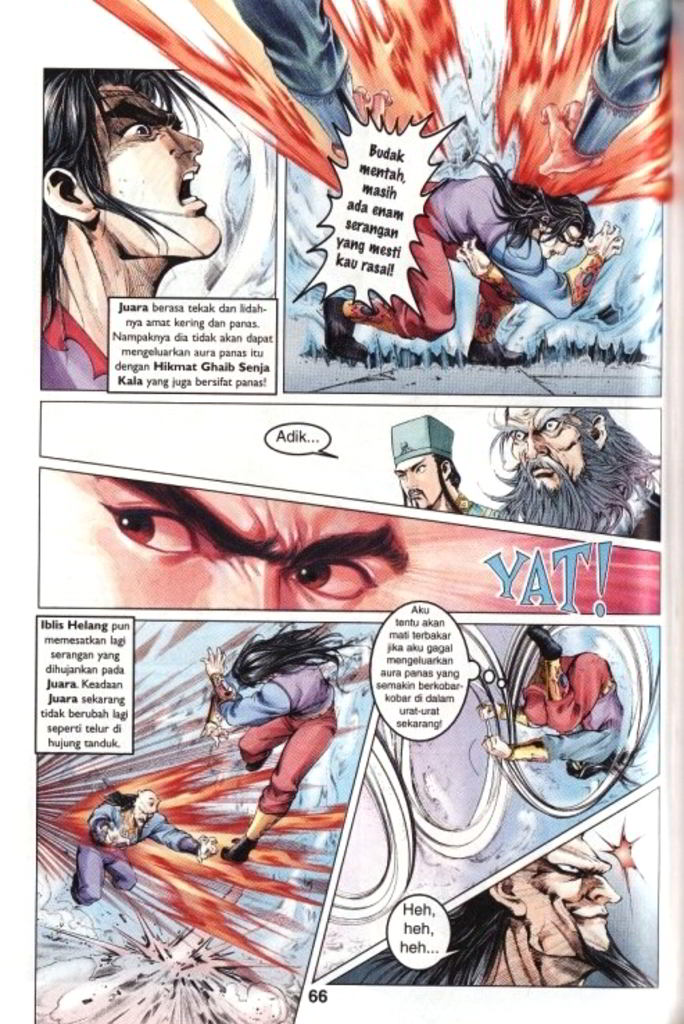 Budak
mentah,
masih
ada enam
serangan
yang mesti
kau rasai!
Juara berasa tekak dan lidah-
nya amat kering dan panas.
Nampaknya dia tidak akan dapat
mengeluarkan aura panas itu
dengan Hikmat Ghaib Senja
Kala yang juga bersifat panas!
Adik...
YAT!
Iblis Helang pun
memesatkan lagi
serangan yang
dihujangkan pada
Juara. Keadaan
Juara sekarang
tidak berubah lagi
seperti telur di
hujung tanduk.
Aku
tentu akan
mati terbakar
jika aku gagal
mengeluarkan
aura panas yang
semakin berkobar-
kobar di dalam
urat-urat
sekarang!
Heh,
heh,
heh...
66